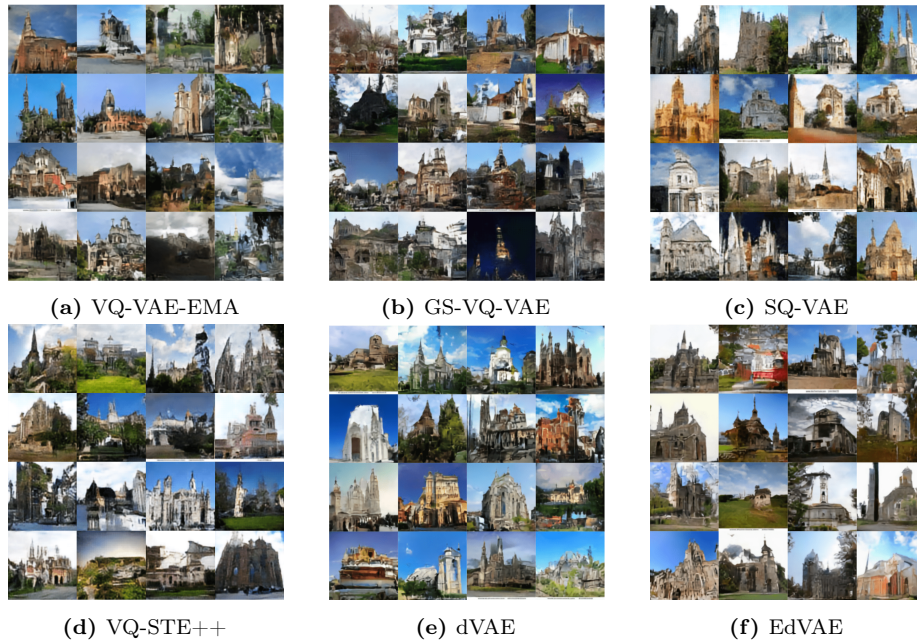 (a) VQ-VAE-EMA
(b) GS-VQ-VAE
(c) SQ-VAE
(d) VQ-STE++
(e) dVAE
(f) EdVAE